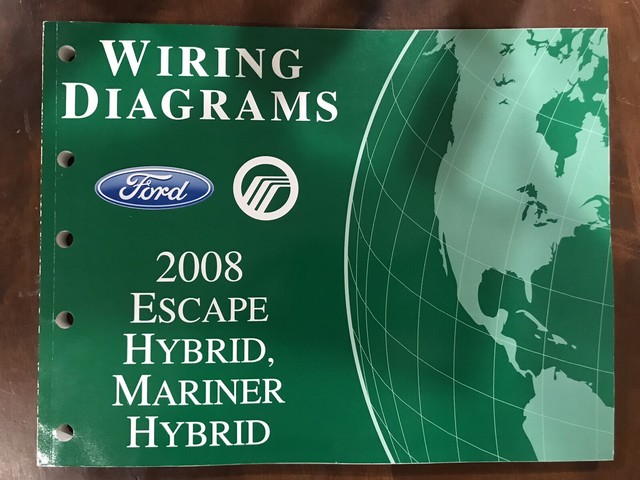 WIRING
DIAGRAMS
Ford
2008
ESCAPE
HYBRID,
MARINER
HYBRID